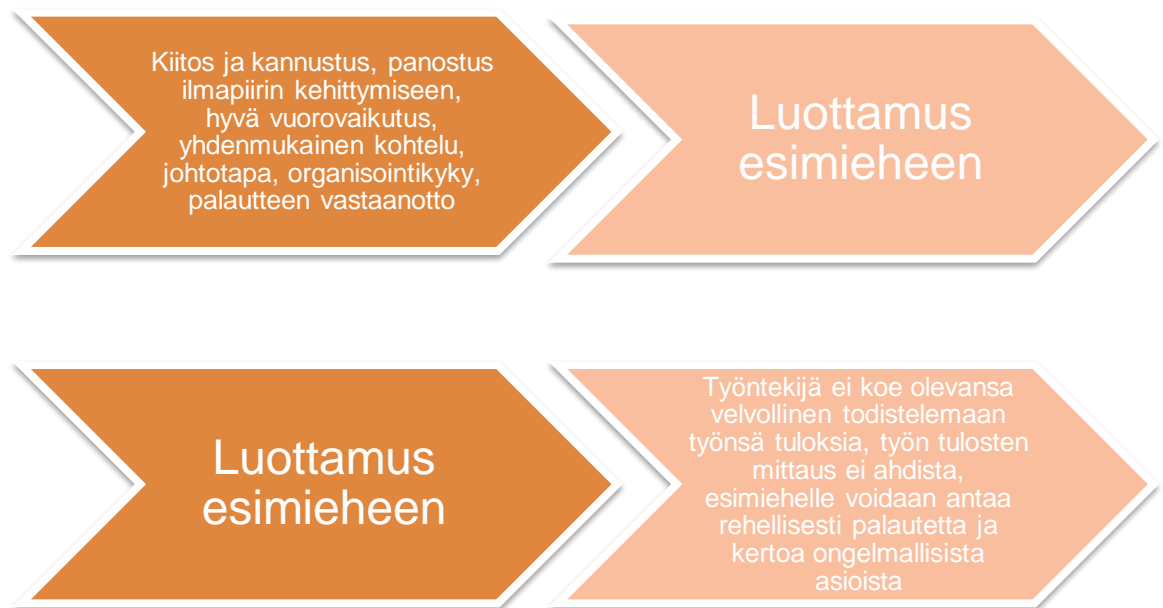 Kiitos ja kannustus, panostus
ilmapiirin kehittymiseen,
hyvä vuorovaikutus,
yhdenmukainen kohtelu,
johtotapa, organisointikyky,
palautteen vastaanotto
Luottamus
esimieheen
Luottamus
esimieheen
Työntekijä ei koe olevansa
velvollinen todistelemaan
työnsä tuloksia, työn tulosten
mittaus ei ahdista,
esimiehelle voidaan antaa
rehellisesti palautetta ja
kertoa ongelmallisista
asioista